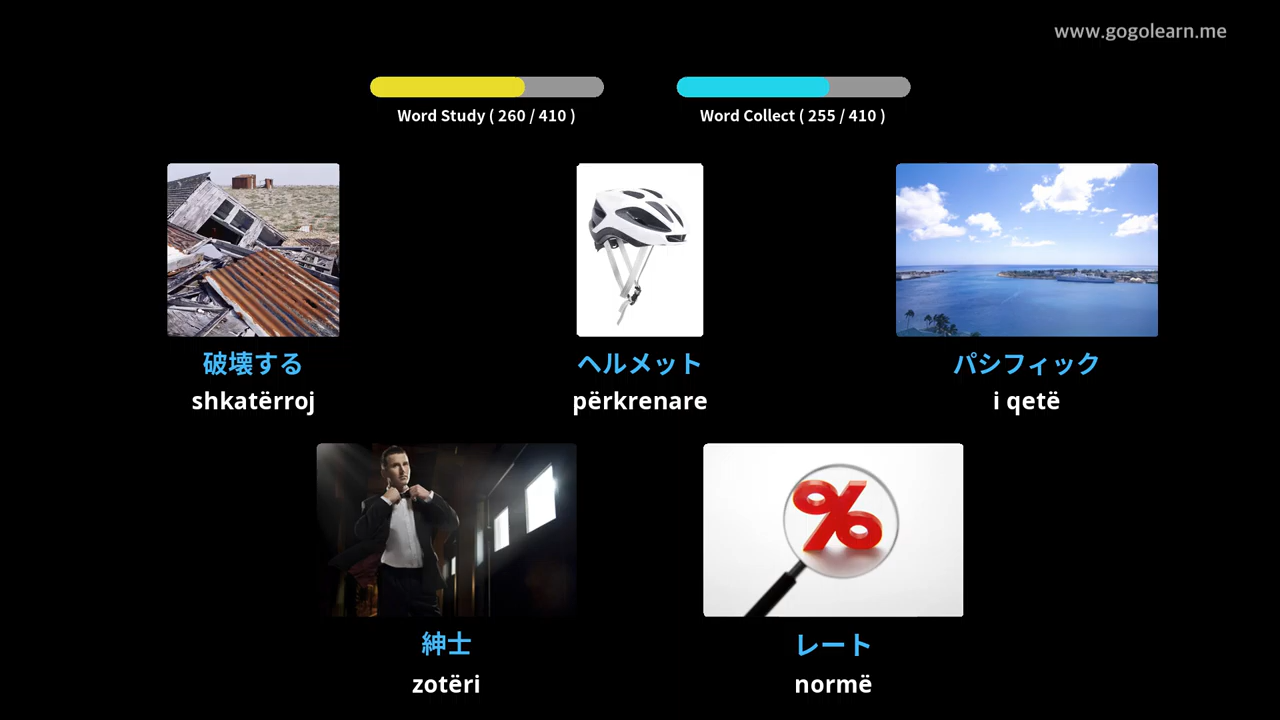 www.gogolearn.me
Word Study ( 260 / 410 )
Word Collect ( 255 / 410 )
破壊する
shkatërroj
ヘルメット
përkrenare
パシフィック
i qetë
紳士
zotëri
レート
normë